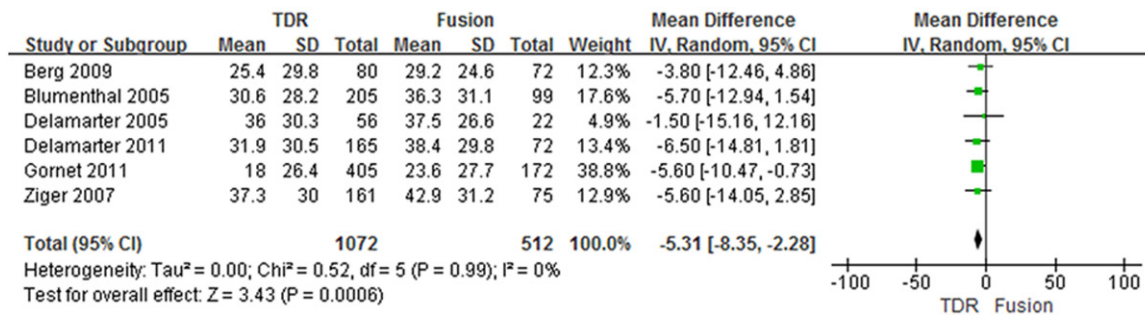 TDR Fusion Mean Difference Mean Difference
Study or Subgroup Mean SD Total Mean SD Total Weight IV, Random, 95% CI IV, Random, 95% CI
Berg 2009 25.4 29.8 80 29.2 24.6 72 12.3% -3.80 [-12.46, 4.86]
Blumenthal 2005 30.6 28.2 205 36.3 31.1 99 17.6% -5.70 [-12.94, 1.54]
Delamarter 2005 36 30.3 56 37.5 26.6 22 4.9% -1.50 [-15.16, 12.16]
Delamarter 2011 31.9 30.5 165 38.4 29.8 72 13.4% -6.50 [-14.81, 1.81]
Gornet 2011 18 26.4 405 23.6 27.7 172 38.8% -5.60 [-10.47, -0.73]
Ziger 2007 37.3 30 161 42.9 31.2 75 12.9% -5.60 [-14.05, 2.85]
Total (95% CI) 1072 512 100.0% -5.31 [-8.35, -2.28]
Heterogeneity: Tau² = 0.00; Chi² = 0.52, df = 5 (P = 0.99); I² = 0%
Test for overall effect: Z = 3.43 (P = 0.0006)
-100 -50 0 50 100
TDR Fusion